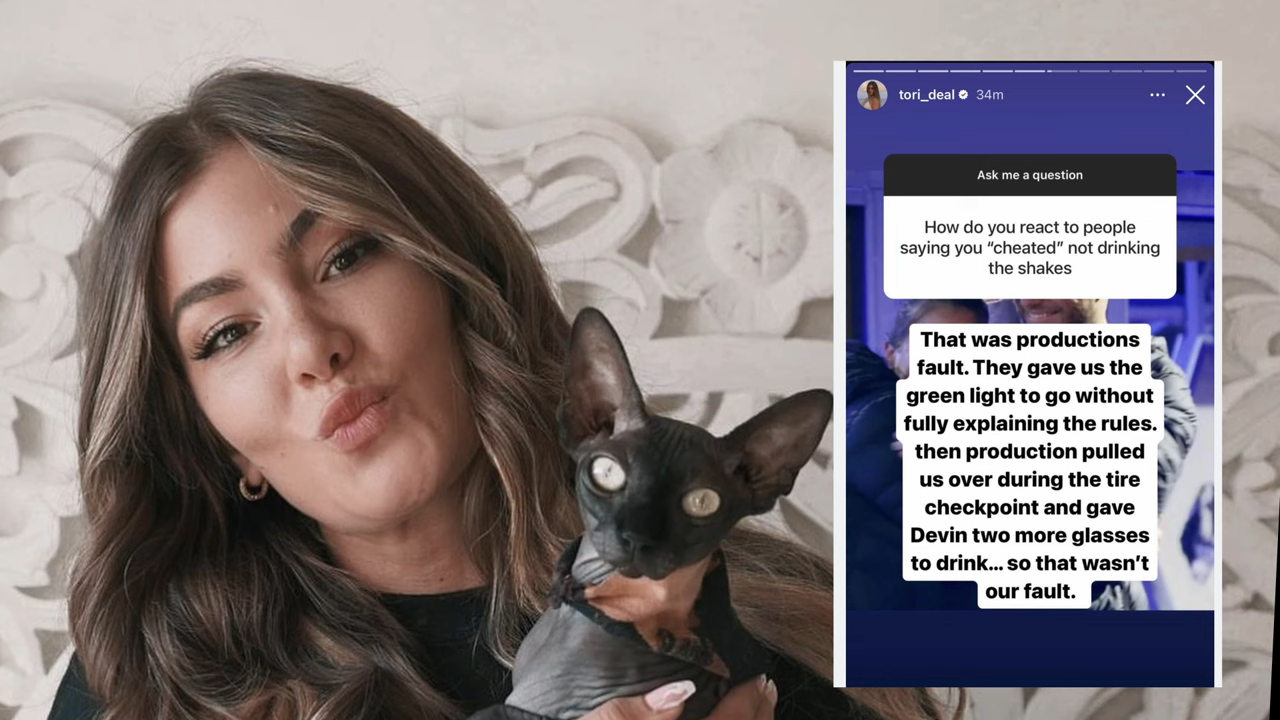 tori_deal 34m
Ask me a question
How do you react to people
saying you “cheated” not drinking
the shakes
That was productions
fault. They gave us the
green light to go without
fully explaining the rules.
then production pulled
us over during the tire
checkpoint and gave
Devin two more glasses
to drink... so that wasn’t
our fault.